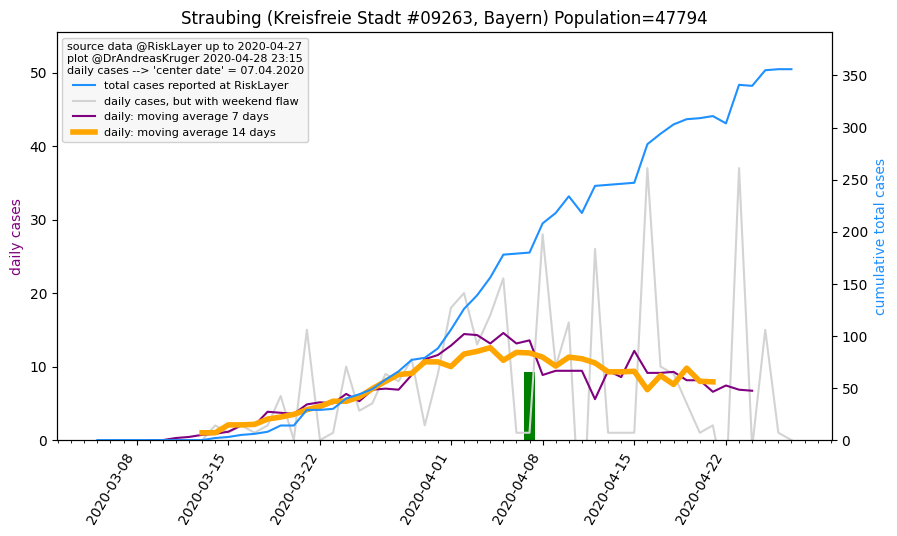 Straubing (Kreisfreie Stadt #09263, Bayern) Population=47794
source data @RiskLayer up to 2020-04-27
plot @DrAndreasKruger 2020-04-28 23:15
daily cases --> 'center date' = 07.04.2020
total cases reported at RiskLayer
daily cases, but with weekend flaw
daily: moving average 7 days
daily: moving average 14 days
daily cases
50
40
30
20
10
0
cumulative total cases
350
300
250
200
150
100
50
0
2020-03-08
2020-03-15
2020-03-22
2020-04-01
2020-04-08
2020-04-15
2020-04-22